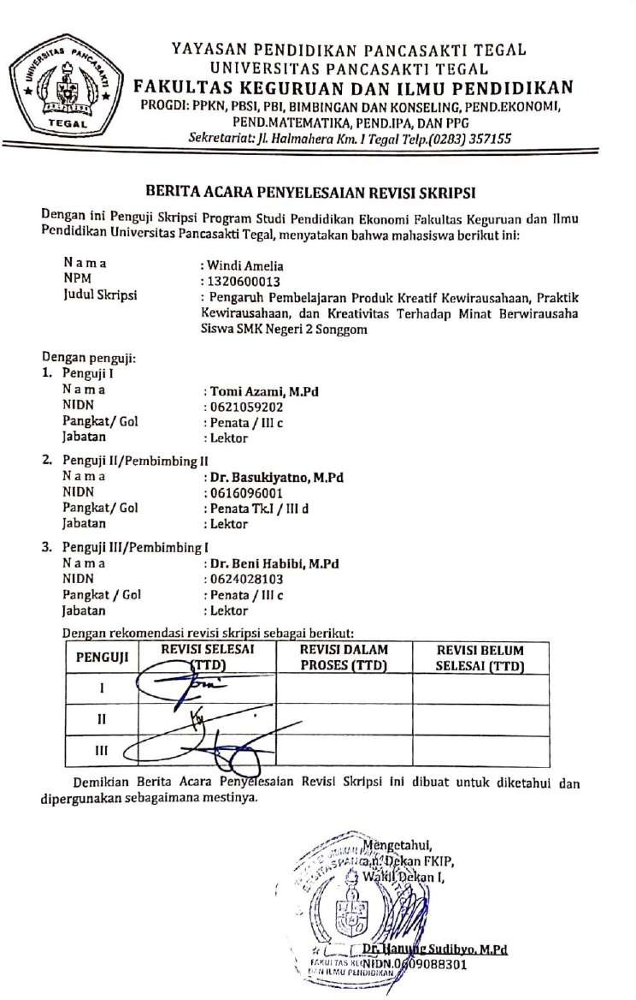 UNIVERSITAS PANCASAKTI
TEGAL
YAYASAN PENDIDIKAN PANCASAKTI TEGAL
UNIVERSITAS PANCASAKTI TEGAL
FAKULTAS KEGURUAN DAN ILMU PENDIDIKAN
PROGDI: PPKN, PBSI, PBI, BIMBINGAN DAN KONSELING, PEND.EKONOMI,
PEND.MATEMATIKA, PEND.IPA, DAN PPG
Sekretariat: Jl. Halmahera Km. 1 Tegal Telp.(0283) 357155
BERITA ACARA PENYELESAIAN REVISI SKRIPSI
Dengan ini Penguji Skripsi Program Studi Pendidikan Ekonomi Fakultas Keguruan dan Ilmu
Pendidikan Universitas Pancasakti Tegal, menyatakan bahwa mahasiswa berikut ini:
N a m a : Windi Amelia
NPM : 1320600013
Judul Skripsi : Pengaruh Pembelajaran Produk Kreatif Kewirausahaan, Praktik
Kewirausahaan, dan Kreativitas Terhadap Minat Berwirausaha
Siswa SMK Negeri 2 Songgom
Dengan penguji:
1. Penguji I
N a m a : Tomi Azami, M.Pd
NIDN : 0621059202
Pangkat/ Gol : Penata / III c
Jabatan : Lektor
2. Penguji II/Pembimbing II
N a m a : Dr. Basukiyatno, M.Pd
NIDN : 0616096001
Pangkat/ Gol : Penata Tk.I / III d
Jabatan : Lektor
3. Penguji III/Pembimbing I
N a m a : Dr. Beni Habibi, M.Pd
NIDN : 0624028103
Pangkat / Gol : Penata / III c
Jabatan : Lektor
Dengan rekomendasi revisi skripsi sebagai berikut:
PENGUJI REVISI SELESAI (TTD) REVISI DALAM PROSES (TTD) REVISI BELUM SELESAI (TTD)
I
II
III
Demikian Berita Acara Penyelesaian Revisi Skripsi ini dibuat untuk diketahui dan
dipergunakan sebagaimana mestinya.
Mengetahui,
a.n. Dekan FKIP,
Wakil Dekan I,
Dr. Hanung Sudibyo, M.Pd
NIDN.0609088301
DAN ILMU PENDIDIKAN